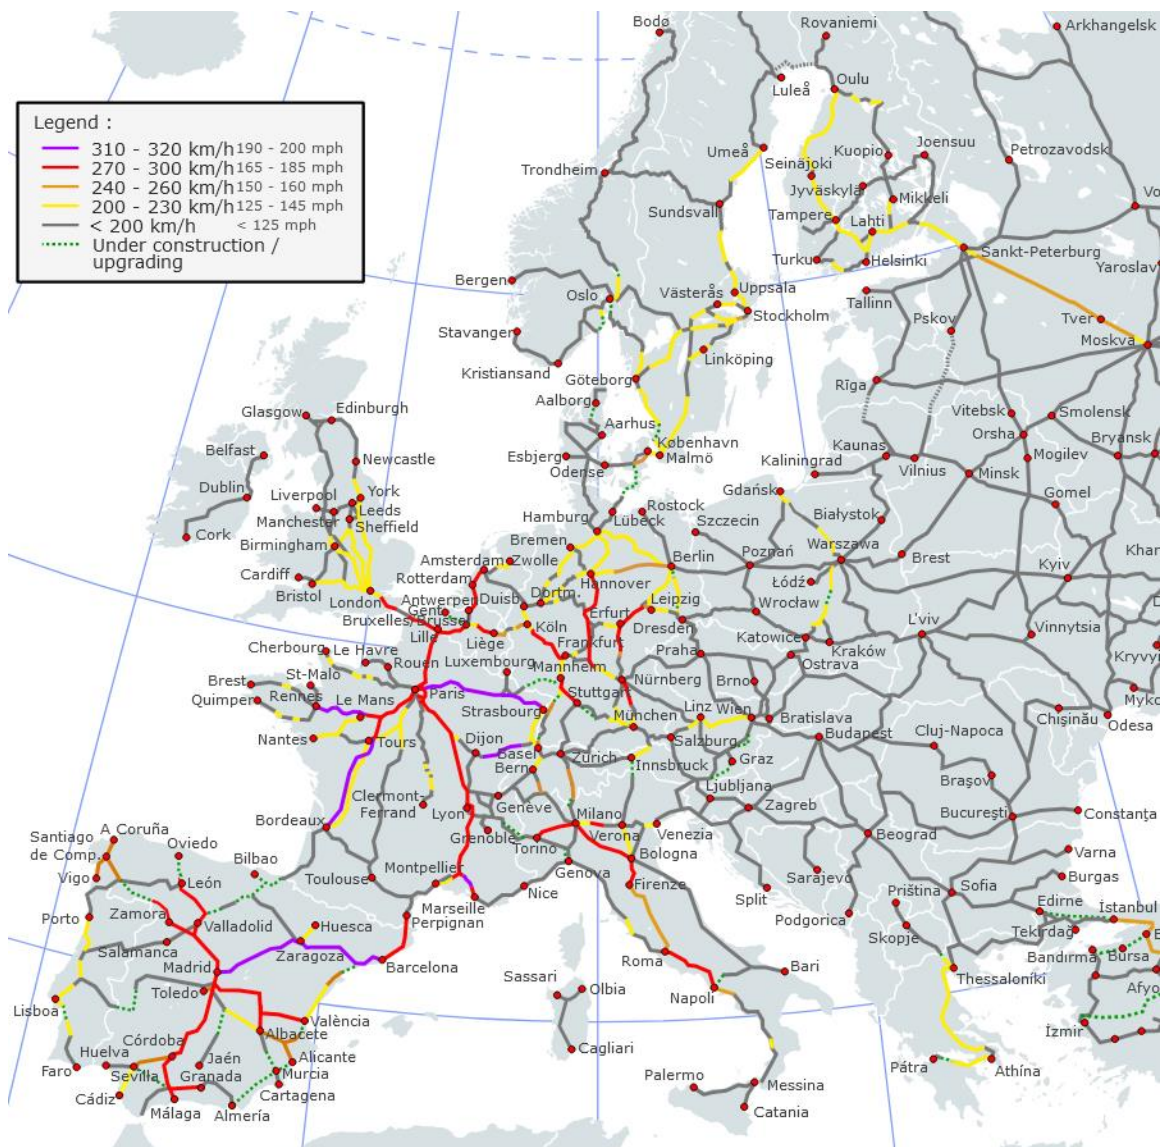 Legend :
310 - 320 km/h 190 - 200 mph
270 - 300 km/h 165 - 185 mph
240 - 260 km/h 150 - 160 mph
200 - 230 km/h 125 - 145 mph
< 200 km/h < 125 mph
Under construction /
upgrading
Bodø
Rovaniemi
Arkhangelsk
Luleå
Oulu
Umeå
Seinäjoki
Kuopio
Joensuu
Petrozavodsk
Trondheim
Jyväskylä
Mikkeli
Vo
Sundsvall
Tampere
Lahti
Turku
Helsinki
Sankt-Peterburg
Yaroslav
Bergen
Oslo
Västerås
Uppsala
Stockholm
Tallinn
Pskov
Tver
Moskva
Stavanger
Kristiansand
Linköping
Göteborg
Rīga
Aalborg
Vitebsk
Smolensk
Glasgow
Edinburgh
Aarhus
København
Malmö
Orsha
Bryansk
Belfast
Newcastle
Esbjerg
Odense
Kaunas
Vilnius
Mogilev
Kaliningrad
Minsk
Dublin
Liverpool
York
Leeds
Manchester
Sheffield
Gdańsk
Gomel
Cork
Birmingham
Hamburg
Lübeck
Rostock
Szczecin
Białystok
Bremen
Warszawa
Cardiff
Bristol
London
Amsterdam
Zwolle
Rotterdam
Berlin
Poznań
Brest
Kyiv
Khar
Antwerpen
Gent
Duisb.
Dortm.
Hannover
Łódź
Bruxelles/Brussel
Leipzig
Wrocław
Lille
Liège
Köln
Erfurt
Dresden
Katowice
Kraków
L'viv
Vinnytsia
Cherbourg
Le Havre
Rouen
Luxembourg
Frankfurt
Mannheim
Praha
Ostrava
Kryvyi
Brest
St-Malo
Rennes
Quimper
Le Mans
Paris
Strasbourg
Stuttgart
Nürnberg
Brno
Myko
Nantes
Tours
Dijon
München
Linz
Wien
Bratislava
Budapest
Chișinău
Odesa
Basel
Bern
Zürich
Salzburg
Innsbruck
Graz
Cluj-Napoca
Clermont-
Ferrand
Lyon
Genève
Grenoble
Milano
Ljubljana
Zagreb
Brașov
Bordeaux
Torino
Verona
Venezia
București
Constanța
A Coruña
Santiago
de Comp.
Oviedo
Bilbao
Toulouse
Montpellier
Marseille
Nice
Genova
Bologna
Beograd
Varna
Vigo
León
Firenze
Sarajevo
Priština
Sofia
Burgas
Porto
Zamora
Valladolid
Huesca
Perpignan
Split
Podgorica
Skopje
Edirne
İstanbul
Tekirdağ
Salamanca
Zaragoza
Barcelona
Roma
Bari
Bandırma
Bursa
E
Madrid
Toledo
Sassari
Olbia
Napoli
Thessaloníki
Afyo
Lisboa
València
Albacete
İzmir
Córdoba
Huelva
Jaén
Alicante
Cagliari
Faro
Sevilla
Granada
Murcia
Cartagena
Pátra
Athína
Cádiz
Málaga
Almería
Palermo
Messina
Catania